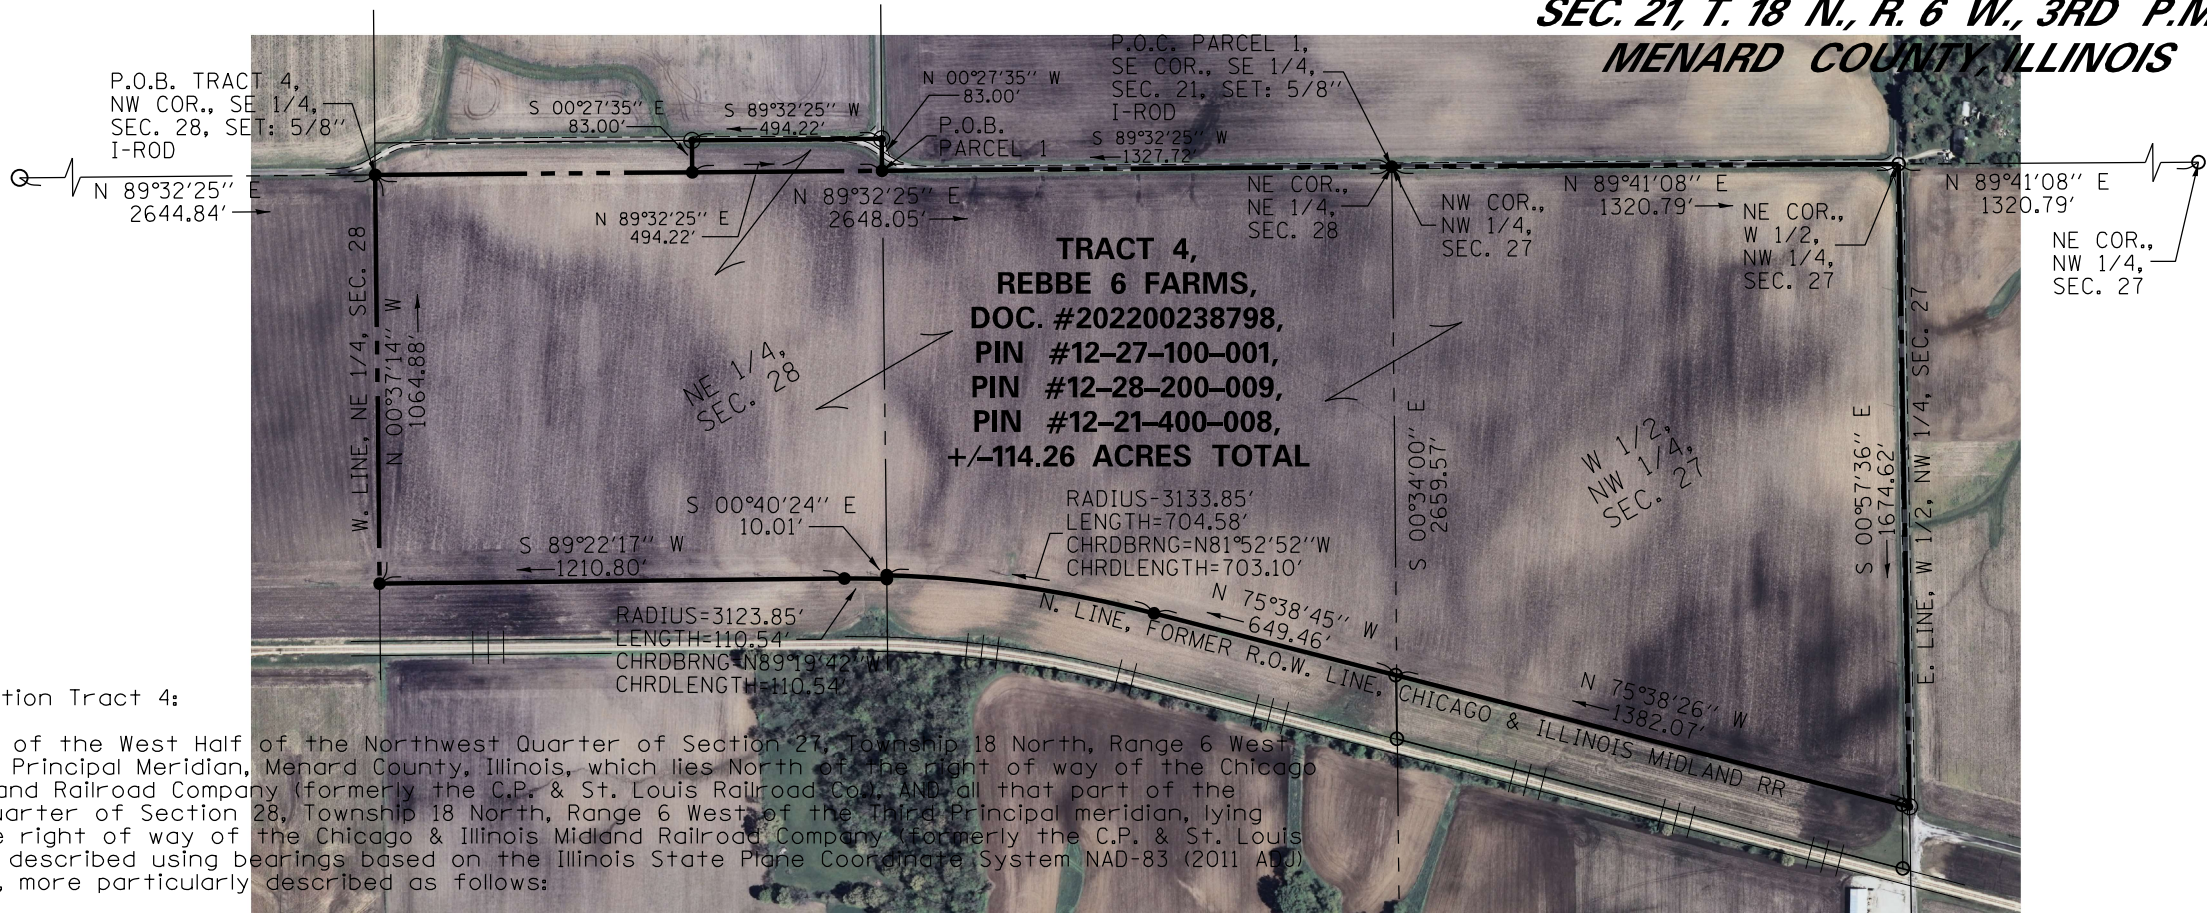 SEC. 21, T. 18 N., R. 6 W., 3RD P.M
MENARD COUNTY, ILLINOIS
P.O.B. TRACT 4,
NW COR., SE 1/4,
SEC. 28, SET: 5/8"
I-ROD
N 89°32'25" E
2644.84'
S 00°27'35" E
83.00'
S 89°32'25" W
494.22'
N 00°27'35" W
83.00'
P.O.B.
PARCEL 1
P.O.C. PARCEL 1,
SE COR., SE 1/4,
SEC. 21, SET: 5/8"
I-ROD
S 89°32'25" W
1327.72'
N 89°32'25" E
494.22'
N 89°32'25" E
2648.05'
NE COR.,
NE 1/4,
SEC. 28
NW COR.,
NW 1/4,
SEC. 27
N 89°41'08" E
1320.79'
NE COR.,
W 1/2,
NW 1/4,
SEC. 27
N 89°41'08" E
1320.79'
NE COR.,
NW 1/4,
SEC. 27
TRACT 4,
REBBE 6 FARMS,
DOC. #202200238798,
PIN #12-27-100-001,
PIN #12-28-200-009,
PIN #12-21-400-008,
+/-114.26 ACRES TOTAL
W. LINE, NE 1/4, SEC. 28
N 00°37'14" W
1064.88'
NE 1/4,
SEC. 28
W 1/2,
NW 1/4,
SEC. 27
S 00°34'00" E
2659.57'
S 00°57'36" E
1674.62'
E. LINE, W 1/2, NW 1/4, SEC. 27
S 00°40'24" E
10.01'
S 89°22'17" W
1210.80'
RADIUS-3133.85'
LENGTH=704.58'
CHRDBRNG=N81°52'52"W
CHRDLENGTH=703.10'
RADIUS=3123.85'
LENGTH=110.54'
CHRDBRNG=N89°19'42"W
CHRDLENGTH=110.54'
N 75°38'45" W
649.46'
N. LINE, FORMER R.O.W. LINE, CHICAGO & ILLINOIS MIDLAND RR
N 75°38'26" W
1382.07'
tion Tract 4:
of the West Half of the Northwest Quarter of Section 27, Township 18 North, Range 6 West
Principal Meridian, Menard County, Illinois, which lies North of the right of way of the Chicago
and Railroad Company (formerly the C.P. & St. Louis Railroad Co.), AND all that part of the
uarter of Section 28, Township 18 North, Range 6 West of the Third Principal meridian, lying
e right of way of the Chicago & Illinois Midland Railroad Company (formerly the C.P. & St. Louis
described using bearings based on the Illinois State Plane Coordinate System NAD-83 (2011 ADJ)
, more particularly described as follows: